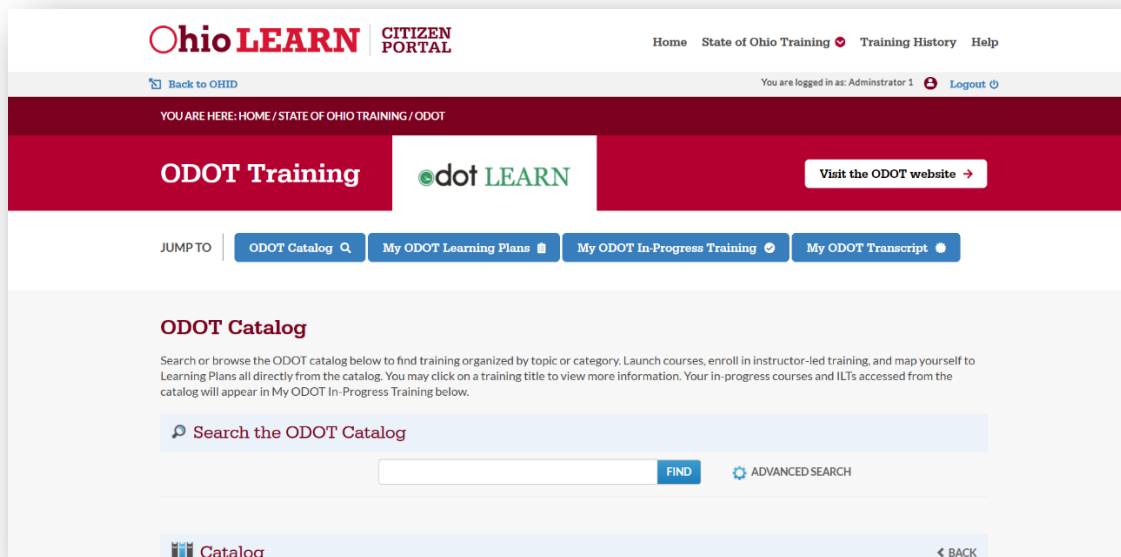 Ohio LEARN CITIZEN PORTAL
Home State of Ohio Training Training History Help
Back to OHID You are logged in as: Adminstrator 1 Logout
YOU ARE HERE: HOME / STATE OF OHIO TRAINING / ODOT
ODOT Training odot LEARN Visit the ODOT website →
JUMP TO ODOT Catalog My ODOT Learning Plans My ODOT In-Progress Training My ODOT Transcript
ODOT Catalog
Search or browse the ODOT catalog below to find training organized by topic or category. Launch courses, enroll in instructor-led training, and map yourself to
Learning Plans all directly from the catalog. You may click on a training title to view more information. Your in-progress courses and ILTs accessed from the
catalog will appear in My ODOT In-Progress Training below.
Search the ODOT Catalog
FIND ADVANCED SEARCH
Catalog BACK